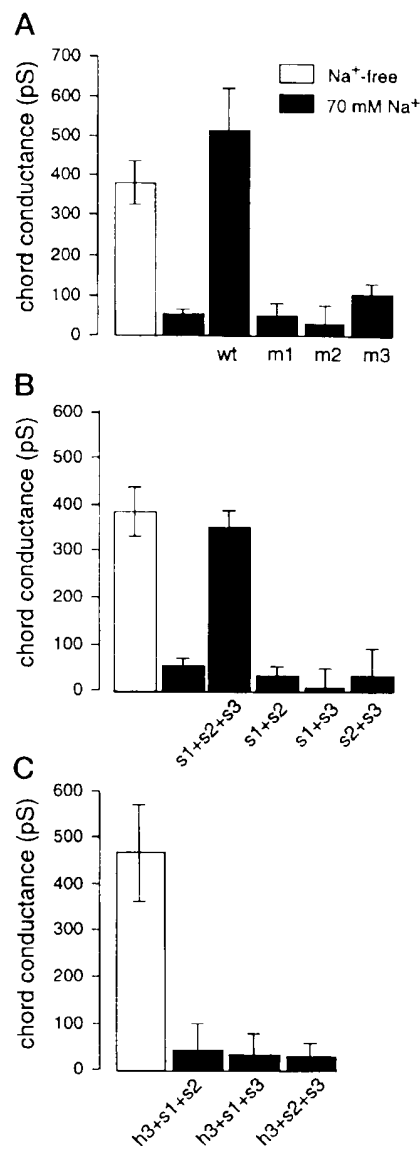 A
chord conductance (pS)
700
600
500
400
300
200
100
0
Na⁺-free
70 mM Na⁺
wt m1 m2 m3
B
chord conductance (pS)
600
500
400
300
200
100
0
s1+s2+s3 s1+s2 s1+s3 s2+s3
C
chord conductance (pS)
600
500
400
300
200
100
0
h3+s1+s2 h3+s1+s3 h3+s2+s3